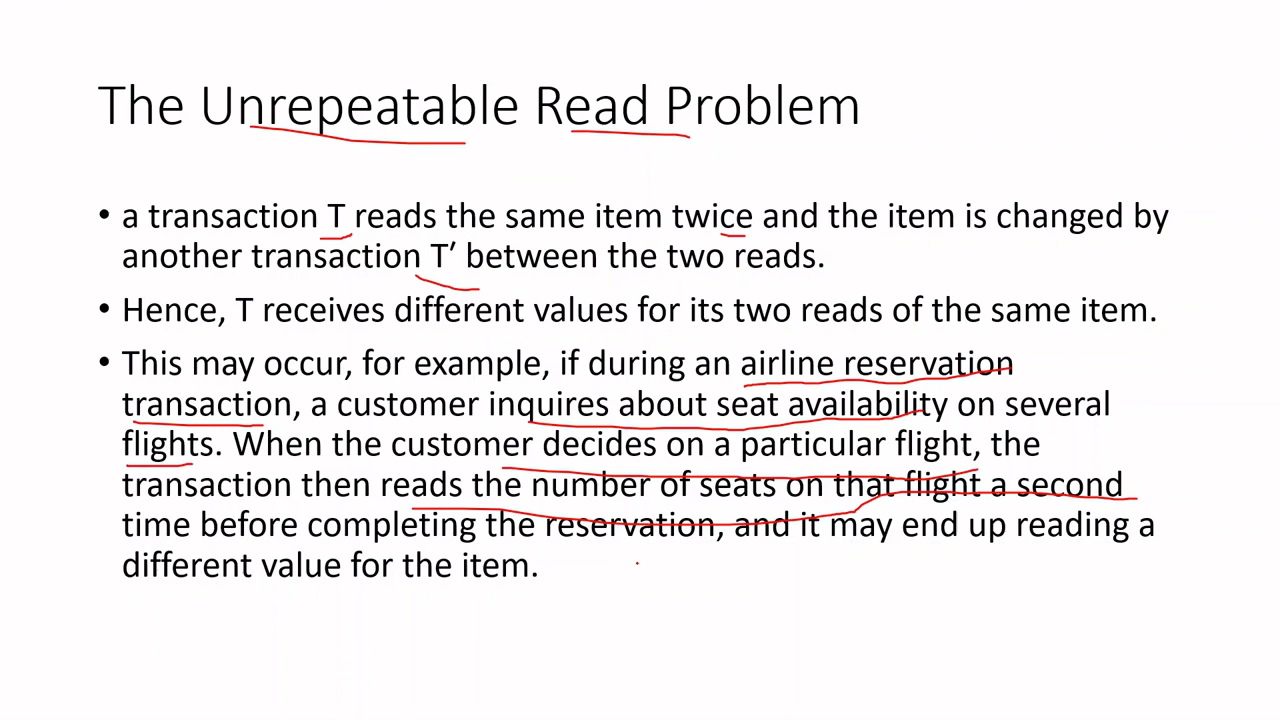 The Unrepeatable Read Problem
• a transaction T reads the same item twice and the item is changed by
another transaction T′ between the two reads.
• Hence, T receives different values for its two reads of the same item.
• This may occur, for example, if during an airline reservation
transaction, a customer inquires about seat availability on several
flights. When the customer decides on a particular flight, the
transaction then reads the number of seats on that flight a second
time before completing the reservation, and it may end up reading a
different value for the item.